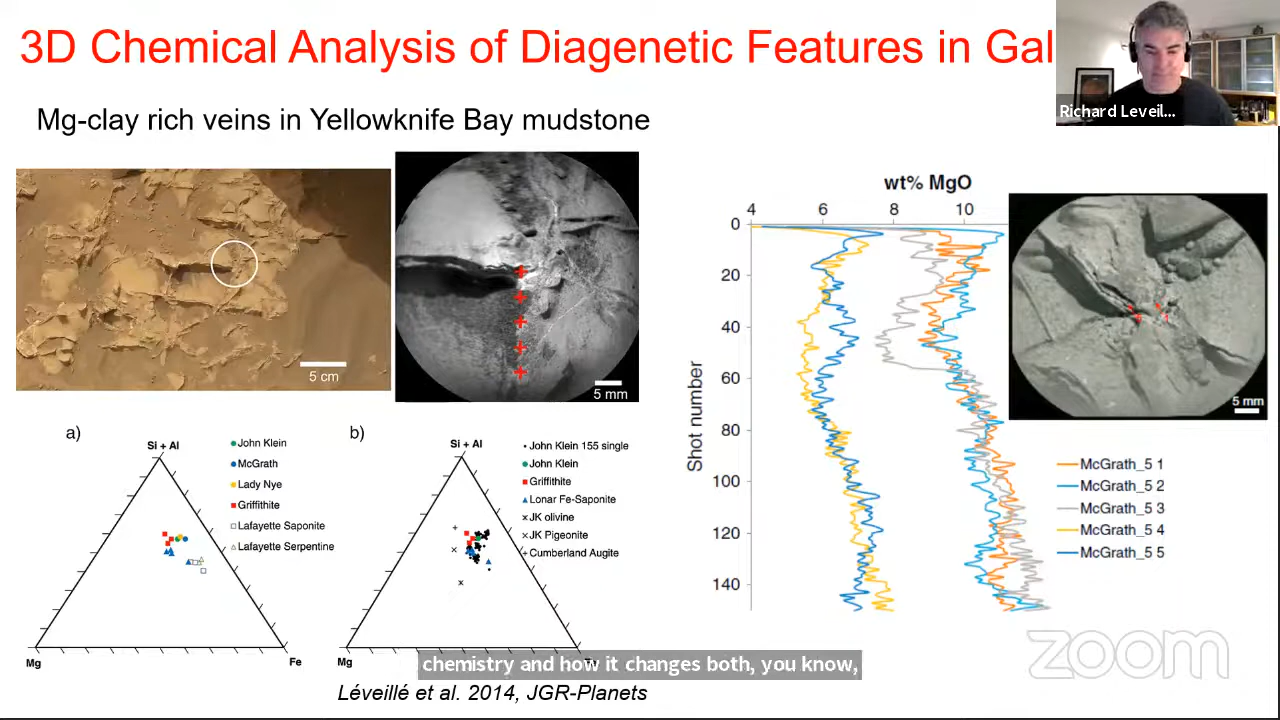 3D Chemical Analysis of Diagenetic Features in Gal
Richard Leveil...
Mg-clay rich veins in Yellowknife Bay mudstone
5 cm
5 mm
wt% MgO
4 6 8 10
0
20
40
60
80
100
120
140
Shot number
5 mm
McGrath_5 1
McGrath_5 2
McGrath_5 3
McGrath_5 4
McGrath_5 5
a)
Si + Al
Mg
Fe
John Klein
McGrath
Lady Nye
Griffithite
Lafayette Saponite
Lafayette Serpentine
b)
Si + Al
Mg
John Klein 155 single
John Klein
Griffithite
Lonar Fe-Saponite
JK olivine
JK Pigeonite
Cumberland Augite
chemistry and how it changes both, you know,
Léveillé et al. 2014, JGR-Planets
zoom